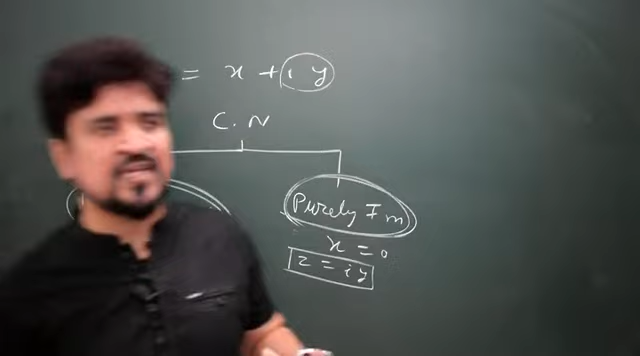 = x + i y
C.N
Purely Im
x = 0
z = iy